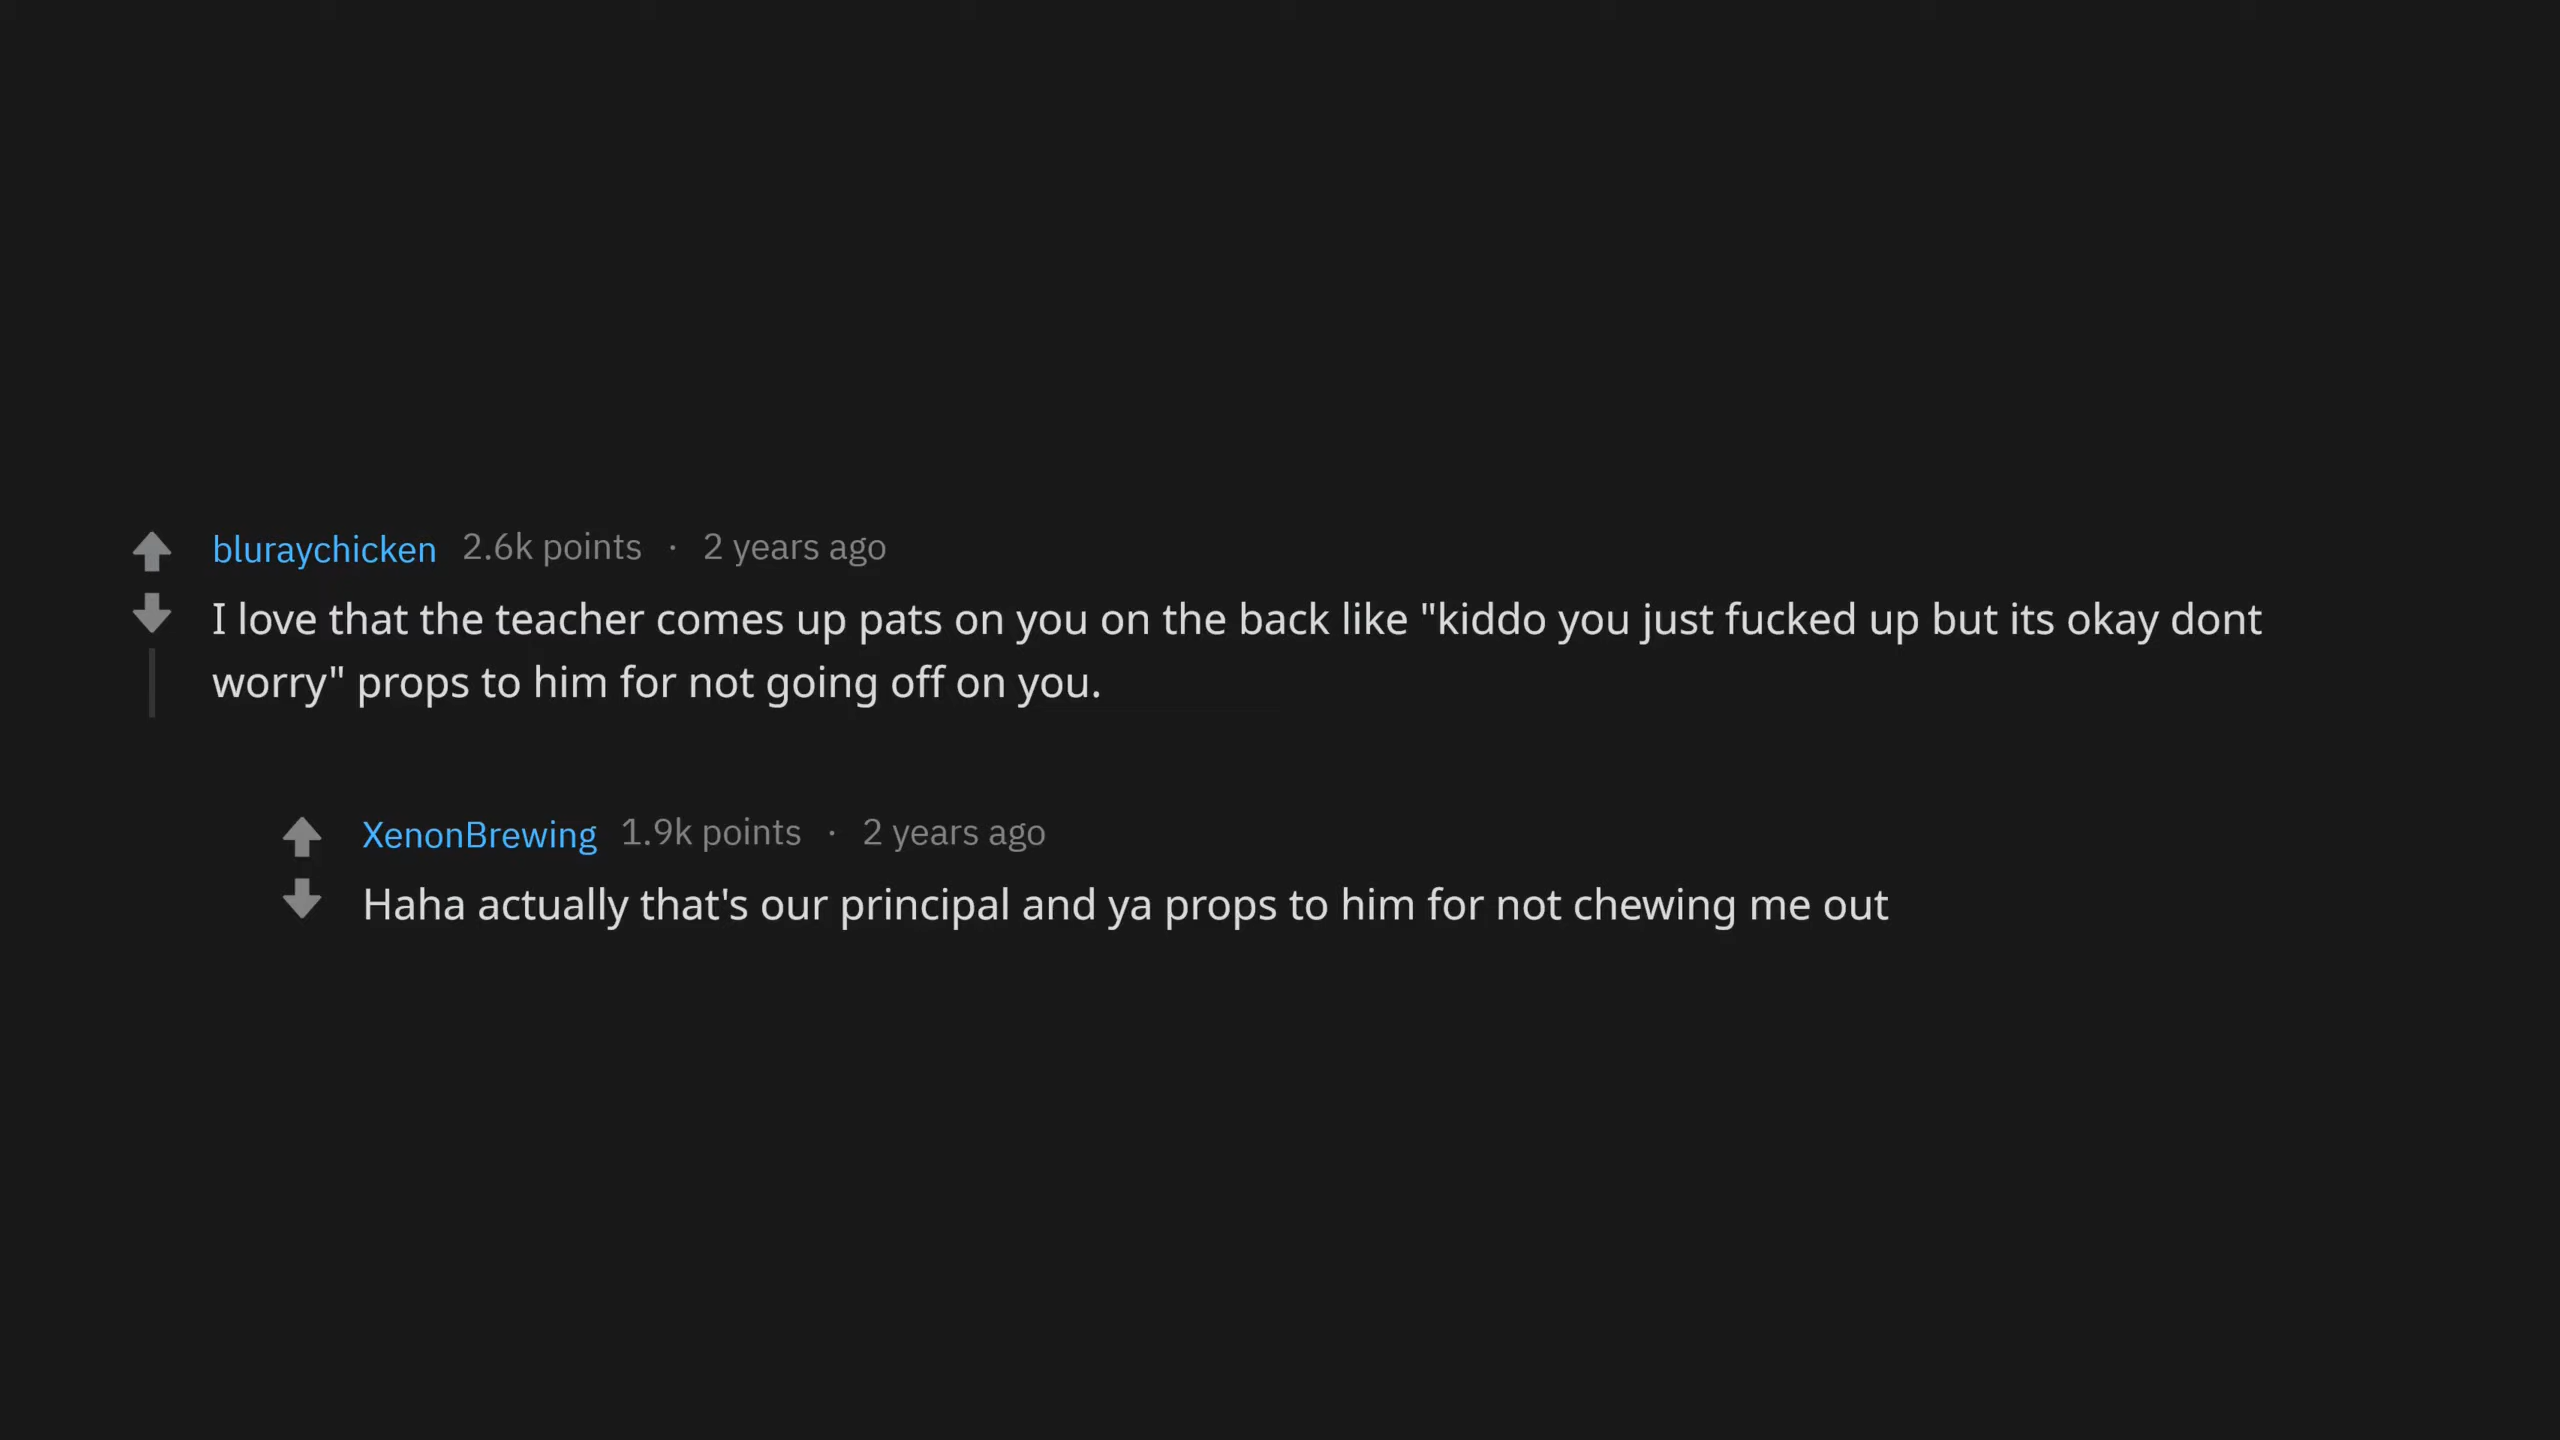 bluraychicken 2.6k points · 2 years ago
I love that the teacher comes up pats on you on the back like "kiddo you just fucked up but its okay dont
worry" props to him for not going off on you.
XenonBrewing 1.9k points · 2 years ago
Haha actually that's our principal and ya props to him for not chewing me out